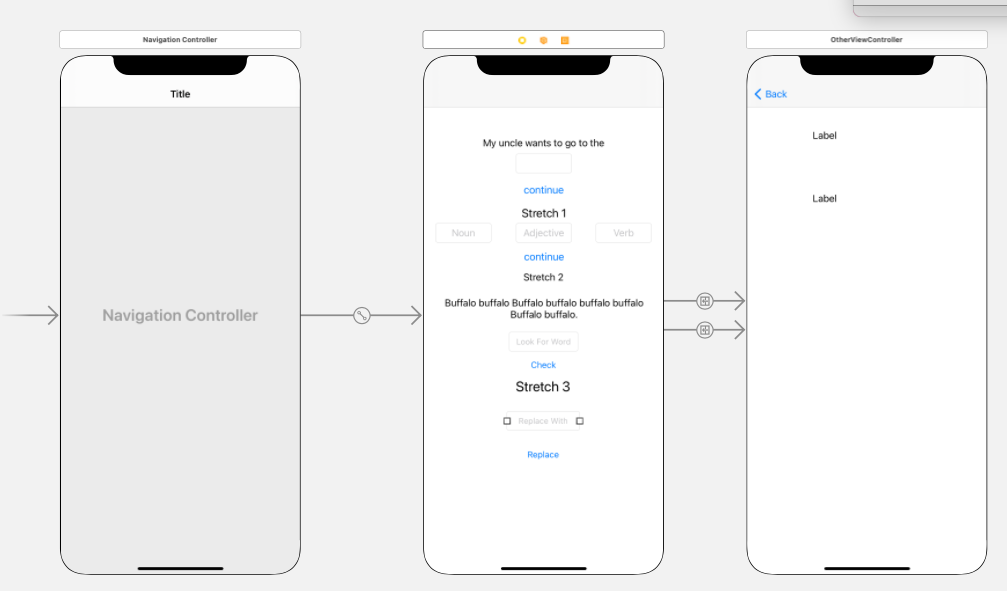 Navigation Controller
OtherViewController
Title
Back
My uncle wants to go to the
Label
continue
Label
Stretch 1
Noun
Adjective
Verb
continue
Stretch 2
Buffalo buffalo Buffalo buffalo buffalo buffalo
Buffalo buffalo.
Navigation Controller
Look For Word
Check
Stretch 3
Replace With
Replace